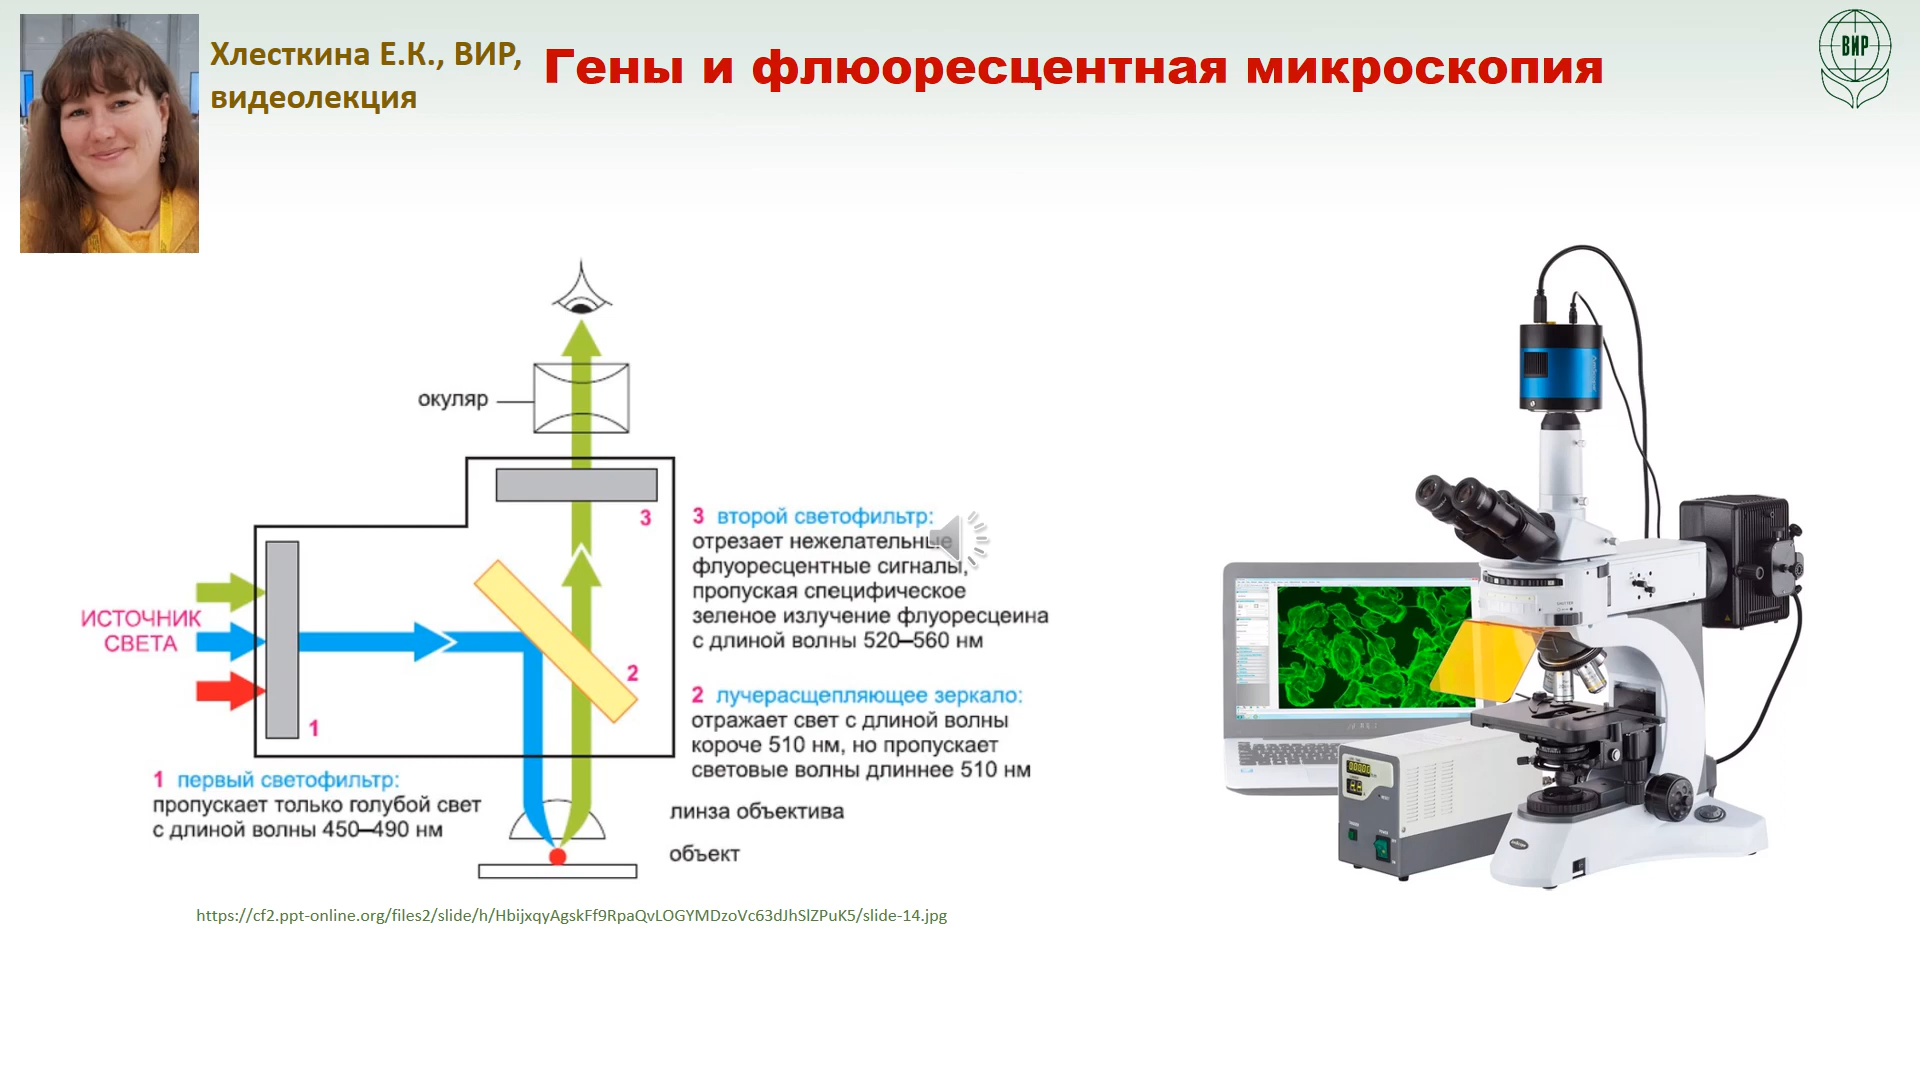 Хлесткина Е.К., ВИР,
видеолекция
Гены и флюоресцентная микроскопия
ВИР
окуляр
3
3 второй светофильтр:
отрезает нежелательные
флуоресцентные сигналы,
пропуская специфическое
зеленое излучение флуоресцеина
с длиной волны 520–560 нм
ИСТОЧНИК
СВЕТА
2
1
2 лучерасщепляющее зеркало:
отражает свет с длиной волны
короче 510 нм, но пропускает
световые волны длиннее 510 нм
1 первый светофильтр:
пропускает только голубой свет
с длиной волны 450–490 нм
линза объектива
объект
https://cf2.ppt-online.org/files2/slide/h/HbijxqyAgskFf9RpaQvLOGYMDzoVc63dJhSlZPuK5/slide-14.jpg